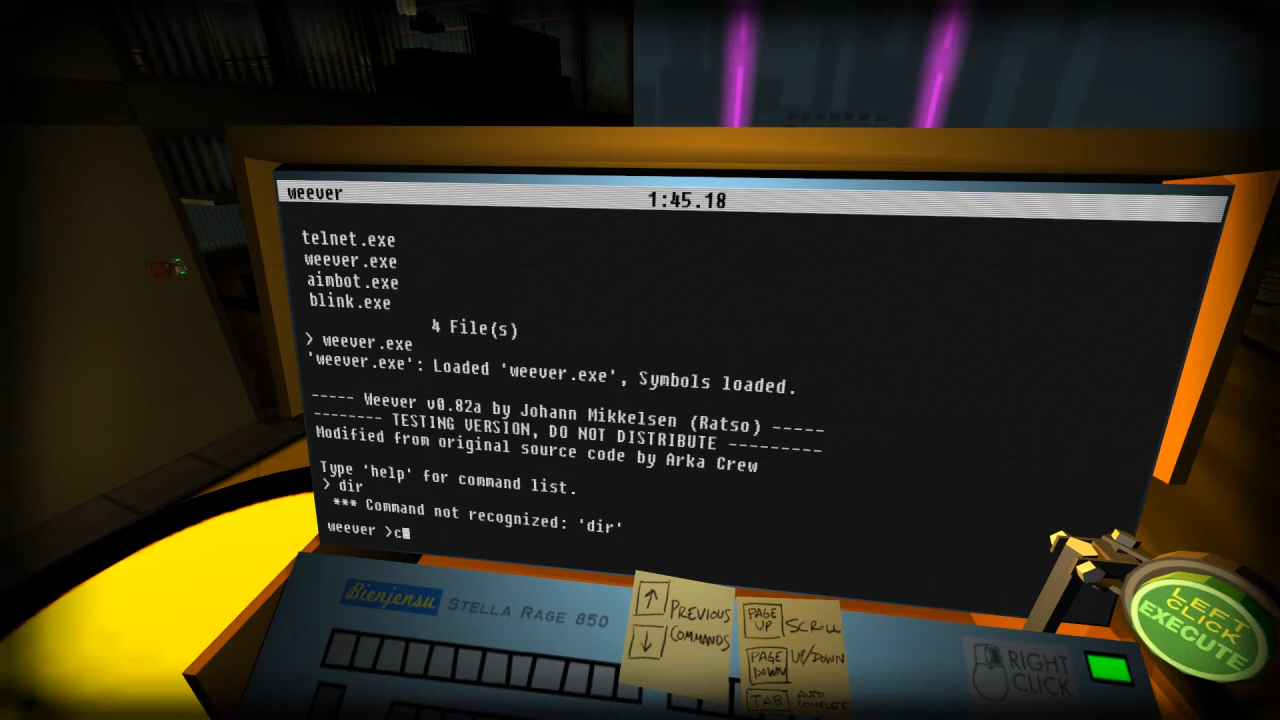 weever 1:45.18
telnet.exe
weever.exe
aimbot.exe
blink.exe
4 File(s)
> weever.exe
'weever.exe': Loaded 'weever.exe', Symbols loaded.
----- Weever v0.82a by Johann Mikkelsen (Ratso) -----
-------- TESTING VERSION, DO NOT DISTRIBUTE ---------
Modified from original source code by Arka Crew
Type 'help' for command list.
> dir
*** Command not recognized: 'dir'
weever >c
Bienjensu STELLA RAGE 850
↑ PREVIOUS
↓ COMMANDS
PAGE UP SCROLL
PAGE DOWN UP/DOWN
TAB AUTO COMPLETE
RIGHT
CLICK
LEFT
CLICK
EXECUTE